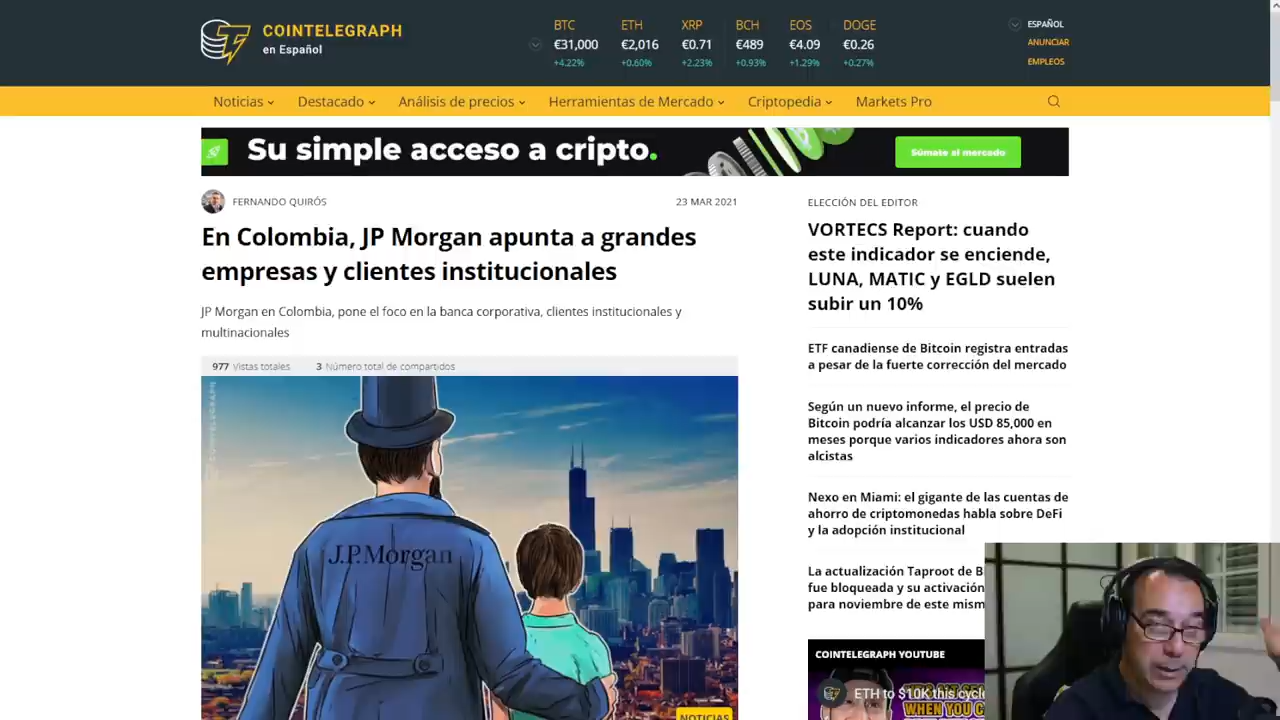 COINTELEGRAPH
en Español
BTC
€31,000
+4.22%
ETH
€2,016
+0.60%
XRP
€0.71
+2.23%
BCH
€489
+0.93%
EOS
€4.09
+1.29%
DOGE
€0.26
+0.27%
ESPAÑOL
ANUNCIAR
EMPLEOS
Noticias
Destacado
Análisis de precios
Herramientas de Mercado
Criptopedia
Markets Pro
Su simple acceso a cripto.
Súmate al mercado
FERNANDO QUIRÓS
23 MAR 2021
En Colombia, JP Morgan apunta a grandes
empresas y clientes institucionales
JP Morgan en Colombia, pone el foco en la banca corporativa, clientes institucionales y
multinacionales
977 Vistas totales
3 Número total de compartidos
COINTELEGRAPH
J.P.Morgan
NOTICIAS
ELECCIÓN DEL EDITOR
VORTECS Report: cuando
este indicador se enciende,
LUNA, MATIC y EGLD suelen
subir un 10%
ETF canadiense de Bitcoin registra entradas
a pesar de la fuerte corrección del mercado
Según un nuevo informe, el precio de
Bitcoin podría alcanzar los USD 85,000 en
meses porque varios indicadores ahora son
alcistas
Nexo en Miami: el gigante de las cuentas de
ahorro de criptomonedas habla sobre DeFi
y la adopción institucional
La actualización Taproot de B
fue bloqueada y su activación
para noviembre de este mism
COINTELEGRAPH YOUTUBE
ETH to $10K this cycle
WHEN YOU C